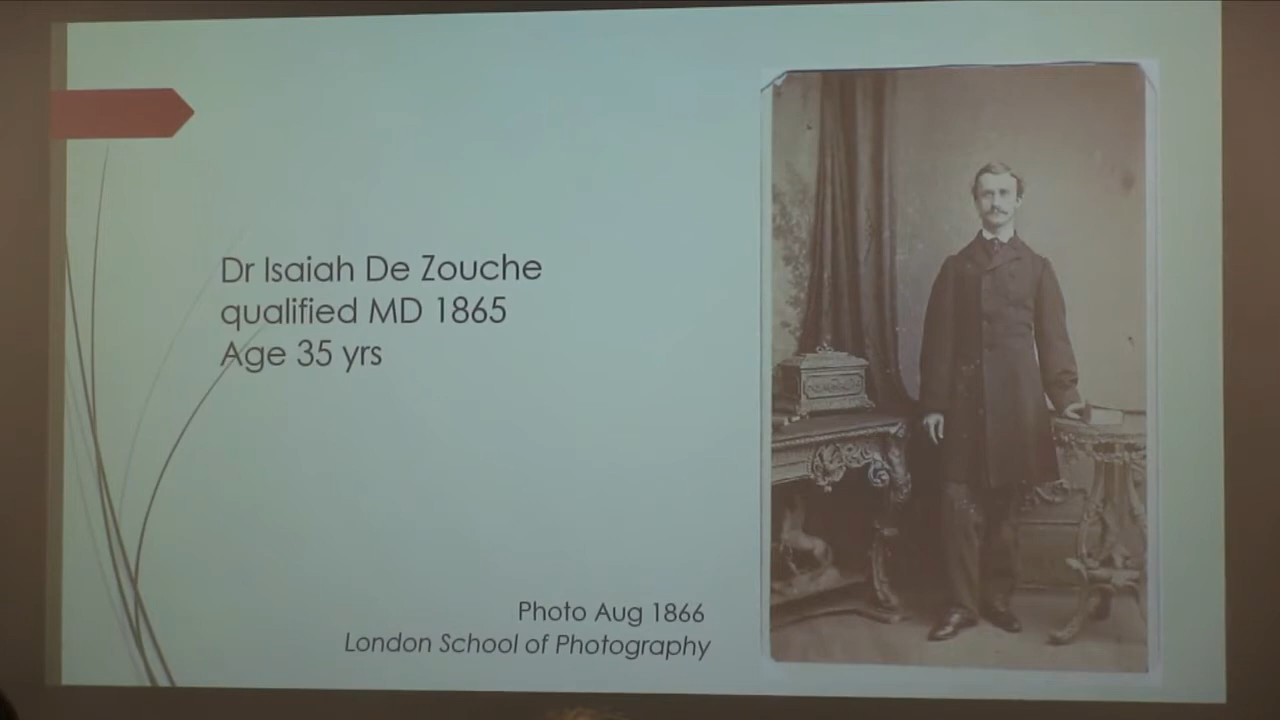 Dr Isaiah De Zouche
qualified MD 1865
Age 35 yrs
Photo Aug 1866
London School of Photography